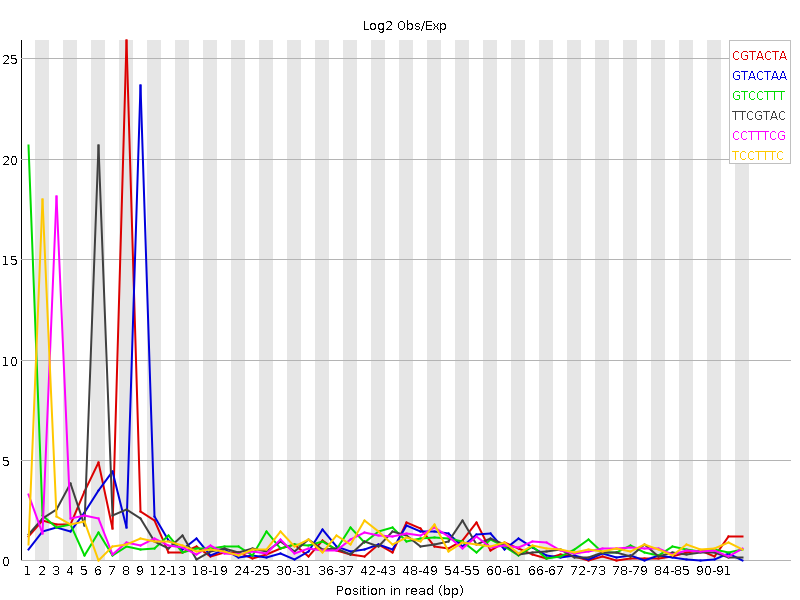 Log2 Obs/Exp
25
20
15
10
5
0
CGTACTA
GTACTAA
GTCCTTT
TTCGTAC
CCTTTCG
TCCTTTC
1 2 3 4 5 6 7 8 9 12-13 18-19 24-25 30-31 36-37 42-43 48-49 54-55 60-61 66-67 72-73 78-79 84-85 90-91
Position in read (bp)